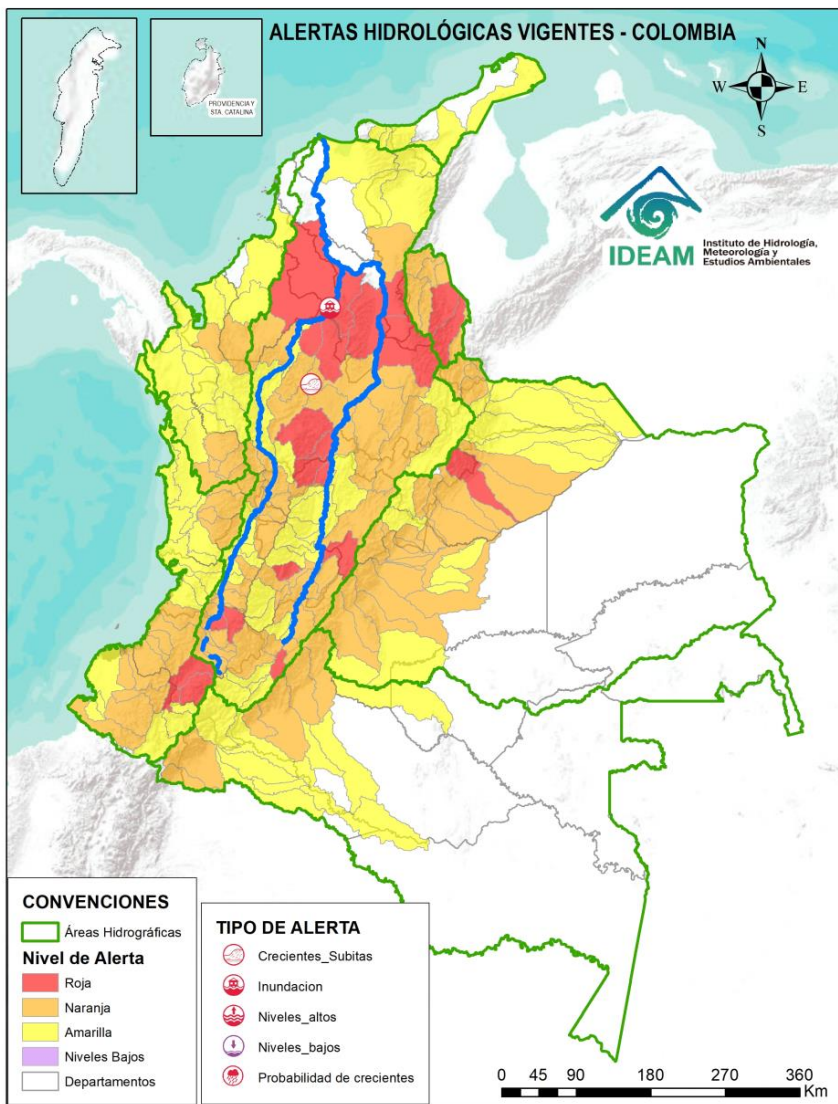 ALERTAS HIDROLÓGICAS VIGENTES - COLOMBIA
PROVIDENCIA Y
STA. CATALINA
N
W
E
S
IDEAM
Instituto de Hidrología,
Meteorología y
Estudios Ambientales
CONVENCIONES
Áreas Hidrográficas
Nivel de Alerta
Roja
Naranja
Amarilla
Niveles Bajos
Departamentos
TIPO DE ALERTA
Crecientes_Subitas
Inundacion
Niveles_altos
Niveles_bajos
Probabilidad de crecientes
0 45 90 180 270 360
Km